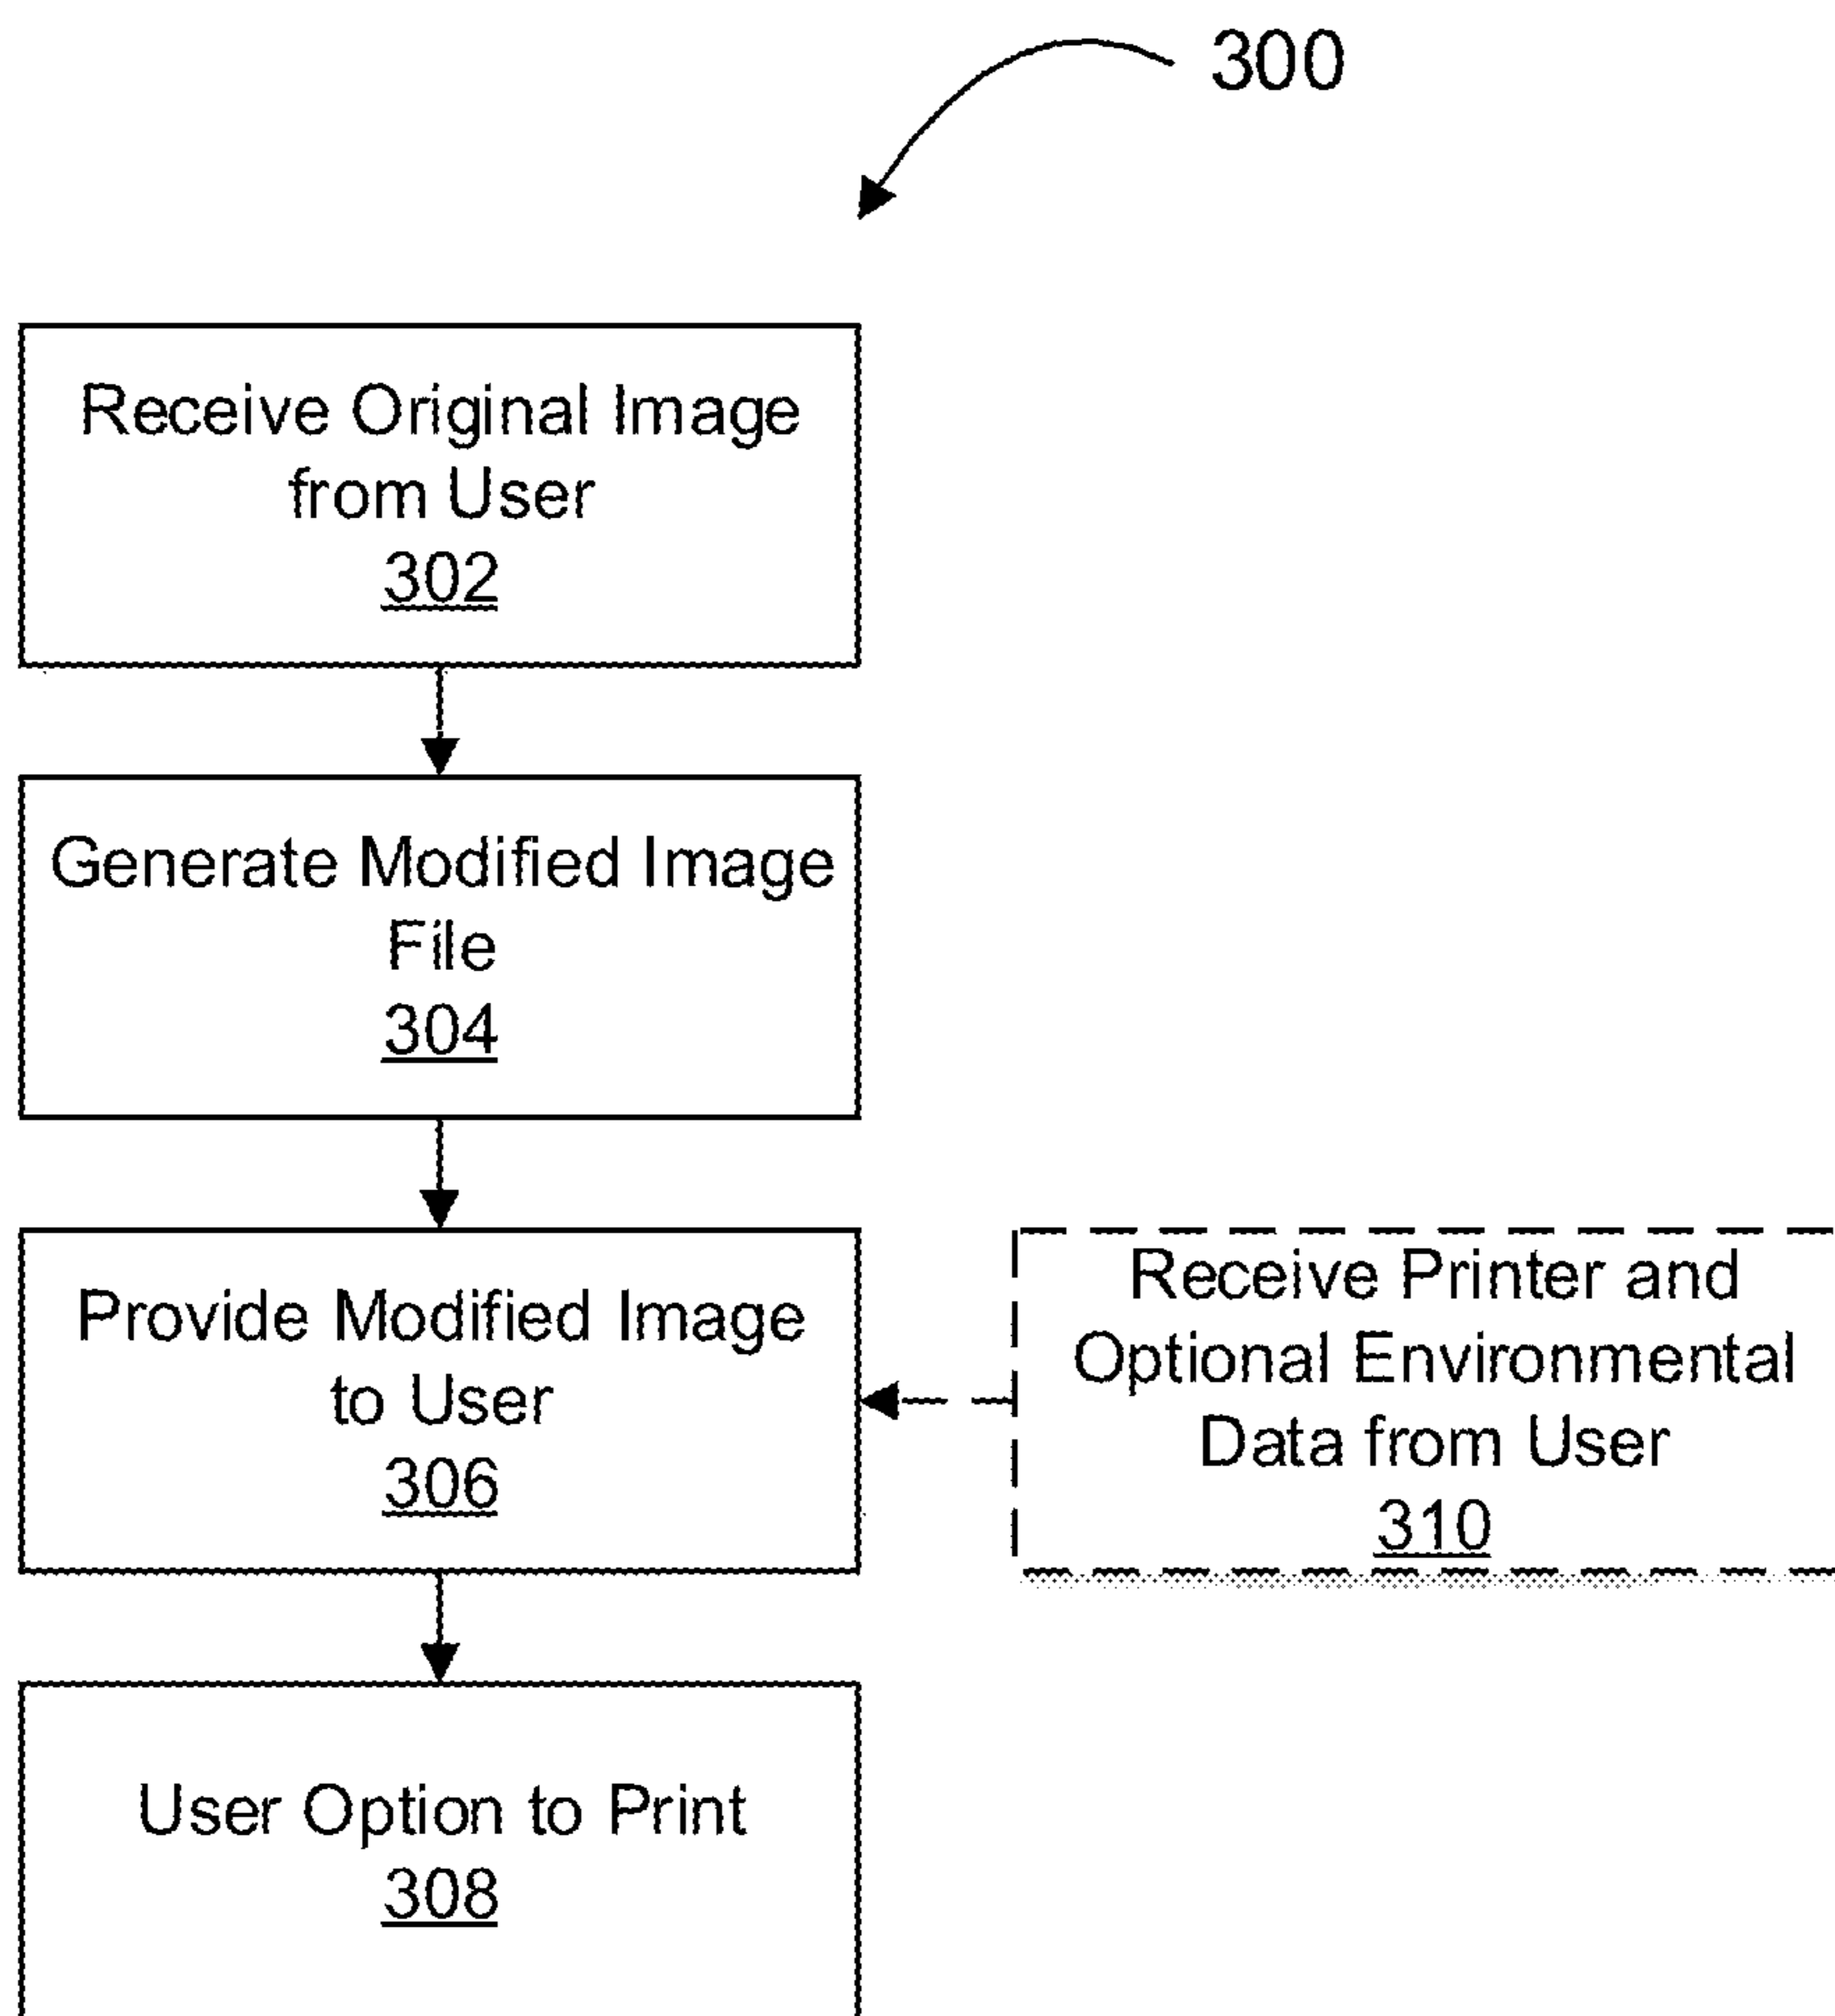 300
Receive Original Image
from User
302
Generate Modified Image
File
304
Provide Modified Image
to User
306
Receive Printer and
Optional Environmental
Data from User
310
User Option to Print
308